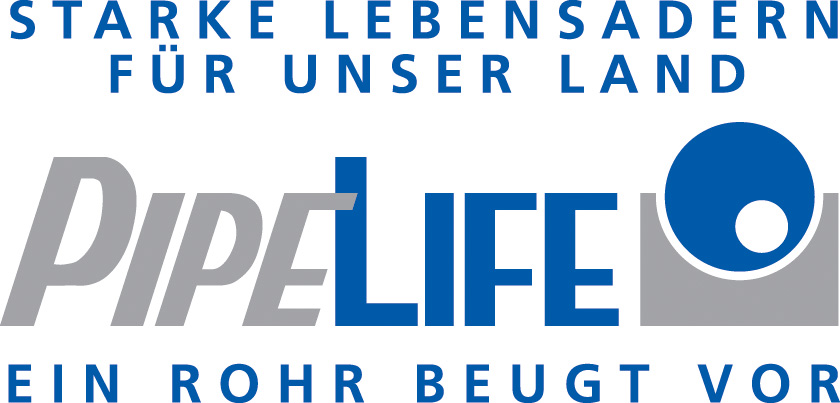 STARKE LEBENSADERN
FÜR UNSER LAND
PIPELIFE
EIN ROHR BEUGT VOR